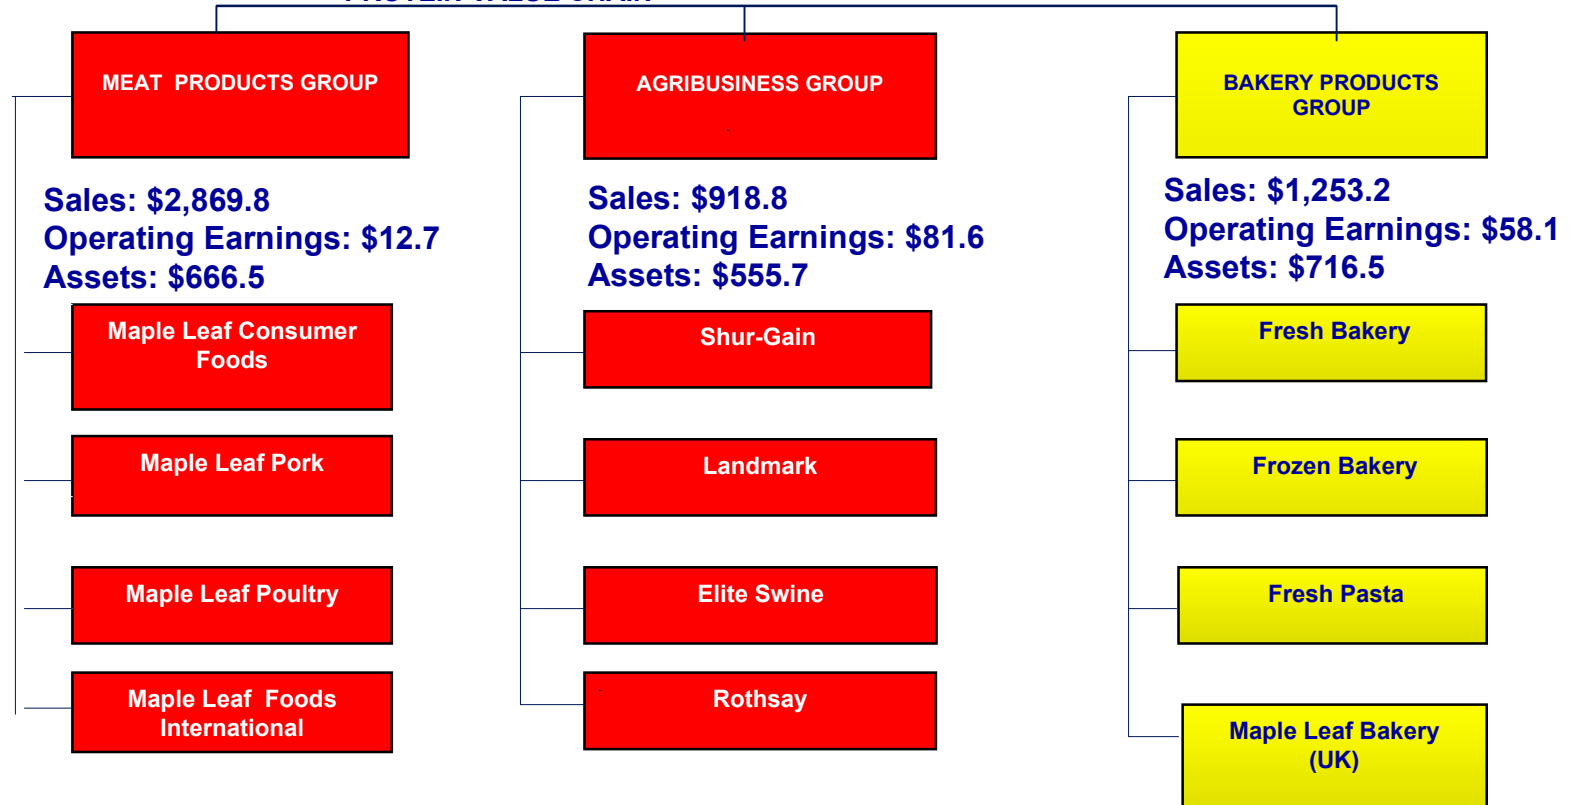 PROTEIN VALUE CHAIN
MEAT PRODUCTS GROUP
Sales: $2,869.8
Operating Earnings: $12.7
Assets: $666.5
Maple Leaf Consumer
Foods
Maple Leaf Pork
Maple Leaf Poultry
Maple Leaf Foods
International
AGRIBUSINESS GROUP
Sales: $918.8
Operating Earnings: $81.6
Assets: $555.7
Shur-Gain
Landmark
Elite Swine
Rothsay
BAKERY PRODUCTS
GROUP
Sales: $1,253.2
Operating Earnings: $58.1
Assets: $716.5
Fresh Bakery
Frozen Bakery
Fresh Pasta
Maple Leaf Bakery
(UK)